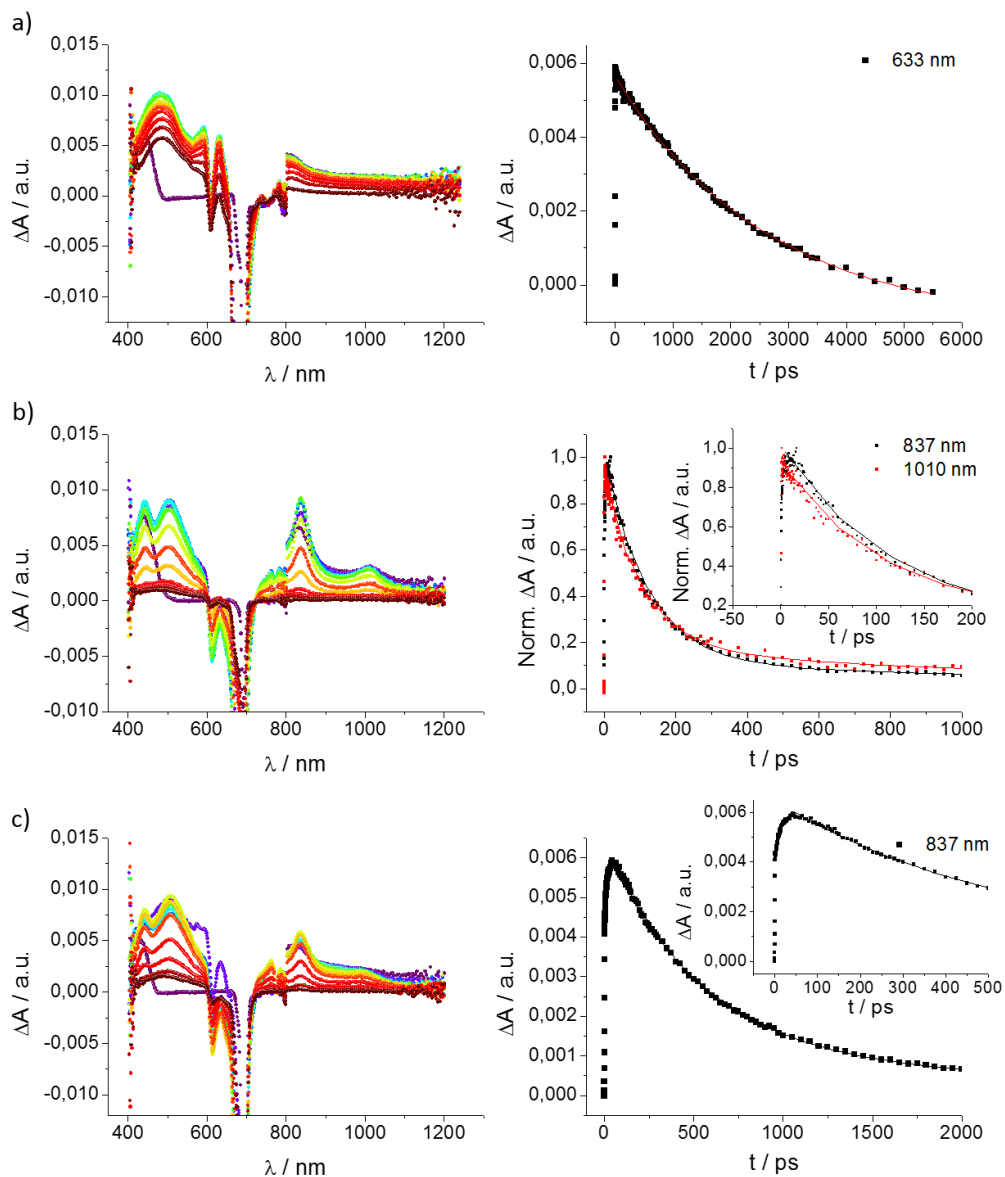 a)
0,015
0,010
0,005
0,000
-0,005
-0,010
ΔA / a.u.
400 600 800 1000 1200
λ / nm
0,006
0,004
0,002
0,000
ΔA / a.u.
633 nm
0 1000 2000 3000 4000 5000 6000
t / ps
b)
0,015
0,010
0,005
0,000
-0,005
-0,010
ΔA / a.u.
400 600 800 1000 1200
λ / nm
1,0
0,8
0,6
0,4
0,2
0,0
Norm. ΔA / a.u.
0 200 400 600 800 1000
t / ps
1,0
0,8
0,6
0,4
0,2
Norm. ΔA / a.u.
-50 0 50 100 150 200
t / ps
837 nm
1010 nm
c)
0,015
0,010
0,005
0,000
-0,005
-0,010
ΔA / a.u.
400 600 800 1000 1200
λ / nm
0,006
0,005
0,004
0,003
0,002
0,001
0,000
ΔA / a.u.
0 500 1000 1500 2000
t / ps
0,006
0,004
0,002
0,000
ΔA / a.u.
-100 0 100 200 300 400 500
t / ps
837 nm